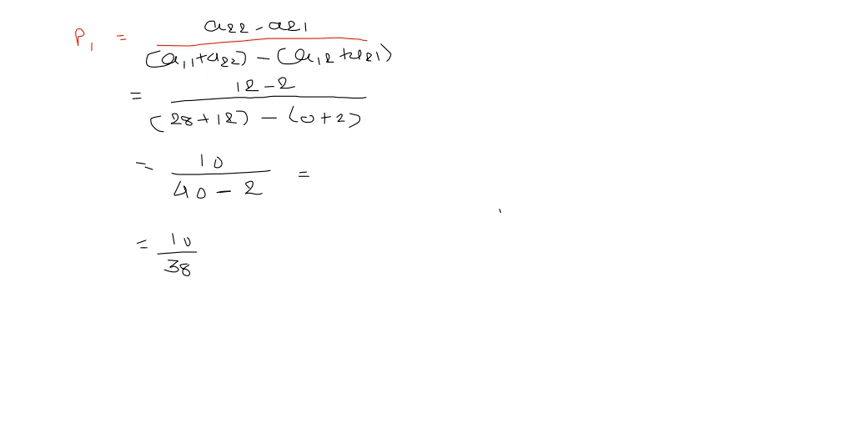 P₁ = (a₂₂ - a₂₁) / ((a₁₁ + a₂₂) - (a₁₂ + a₂₁))
= (12 - 2) / ((28 + 12) - (0 + 2))
= 10 / (40 - 2) =
= 10 / 38